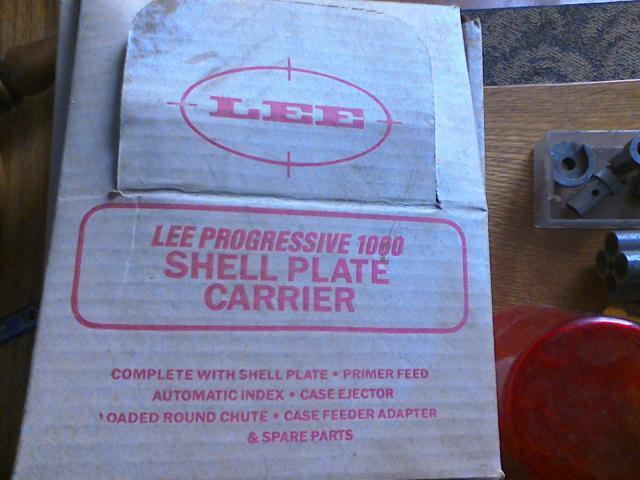 LEE
LEE PROGRESSIVE 1000
SHELL PLATE
CARRIER
COMPLETE WITH SHELL PLATE • PRIMER FEED
AUTOMATIC INDEX • CASE EJECTOR
LOADED ROUND CHUTE • CASE FEEDER ADAPTER
& SPARE PARTS